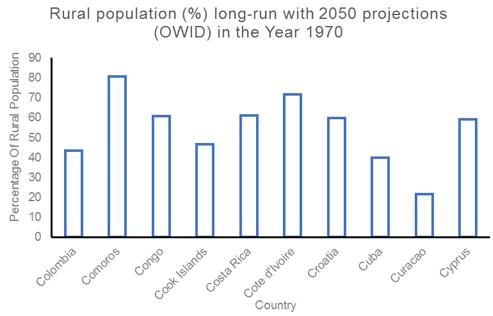 Rural population (%) long-run with 2050 projections
(OWID) in the Year 1970
Percentage Of Rural Population
90
80
70
60
50
40
30
20
10
0
Colombia
Comoros
Congo
Cook Islands
Costa Rica
Cote d'Ivoire
Croatia
Cuba
Curacao
Cyprus
Country